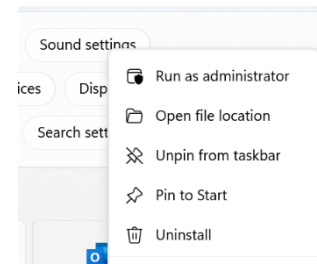 Sound settings
Run as administrator
ices
Disp
Open file location
Search sett
Unpin from taskbar
Pin to Start
Uninstall